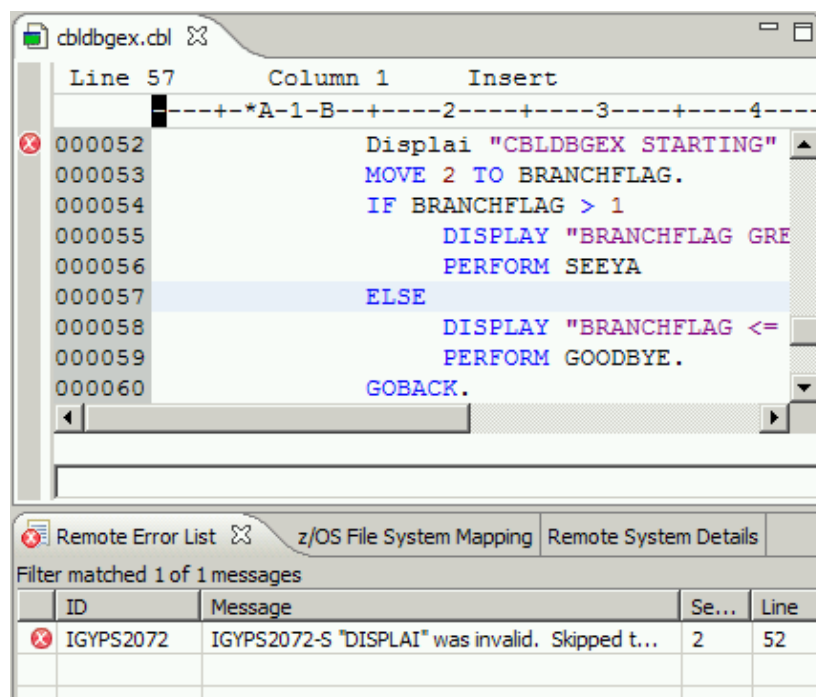 cbldbgex.cbl
Line 57 Column 1 Insert
----+-*A-1-B--+----2----+----3----+----4----
000052 Displai "CBLDBGEX STARTING"
000053 MOVE 2 TO BRANCHFLAG.
000054 IF BRANCHFLAG > 1
000055 DISPLAY "BRANCHFLAG GRE
000056 PERFORM SEEYA
000057 ELSE
000058 DISPLAY "BRANCHFLAG <=
000059 PERFORM GOODBYE.
000060 GOBACK.
Remote Error List z/OS File System Mapping Remote System Details
Filter matched 1 of 1 messages
ID Message Se... Line
IGYPS2072 IGYPS2072-S "DISPLAI" was invalid. Skipped t... 2 52